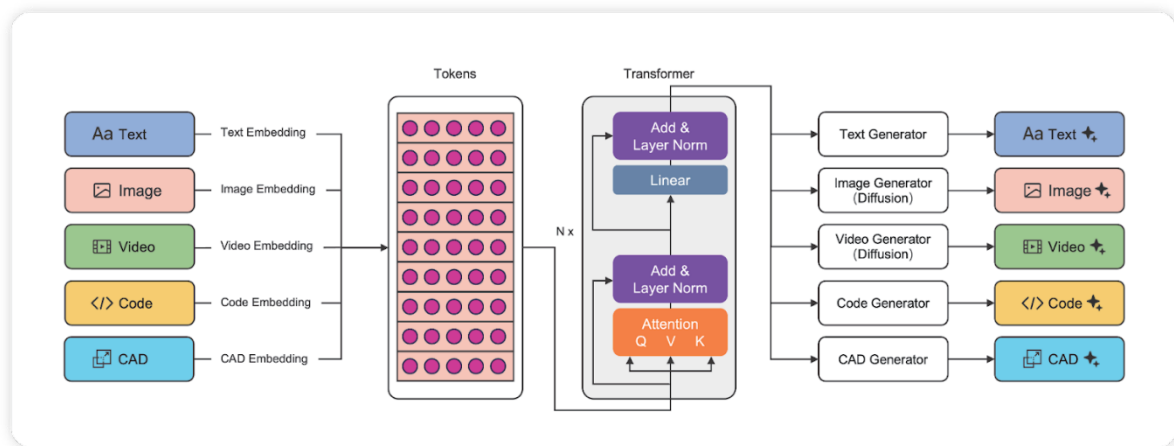 Tokens
Transformer
Aa Text
Text Embedding
Image
Image Embedding
Video
Video Embedding
</> Code
Code Embedding
CAD
CAD Embedding
N x
Add &
Layer Norm
Linear
Add &
Layer Norm
Attention
Q V K
Text Generator
Aa Text
Image Generator
(Diffusion)
Image
Video Generator
(Diffusion)
Video
Code Generator
</> Code
CAD Generator
CAD